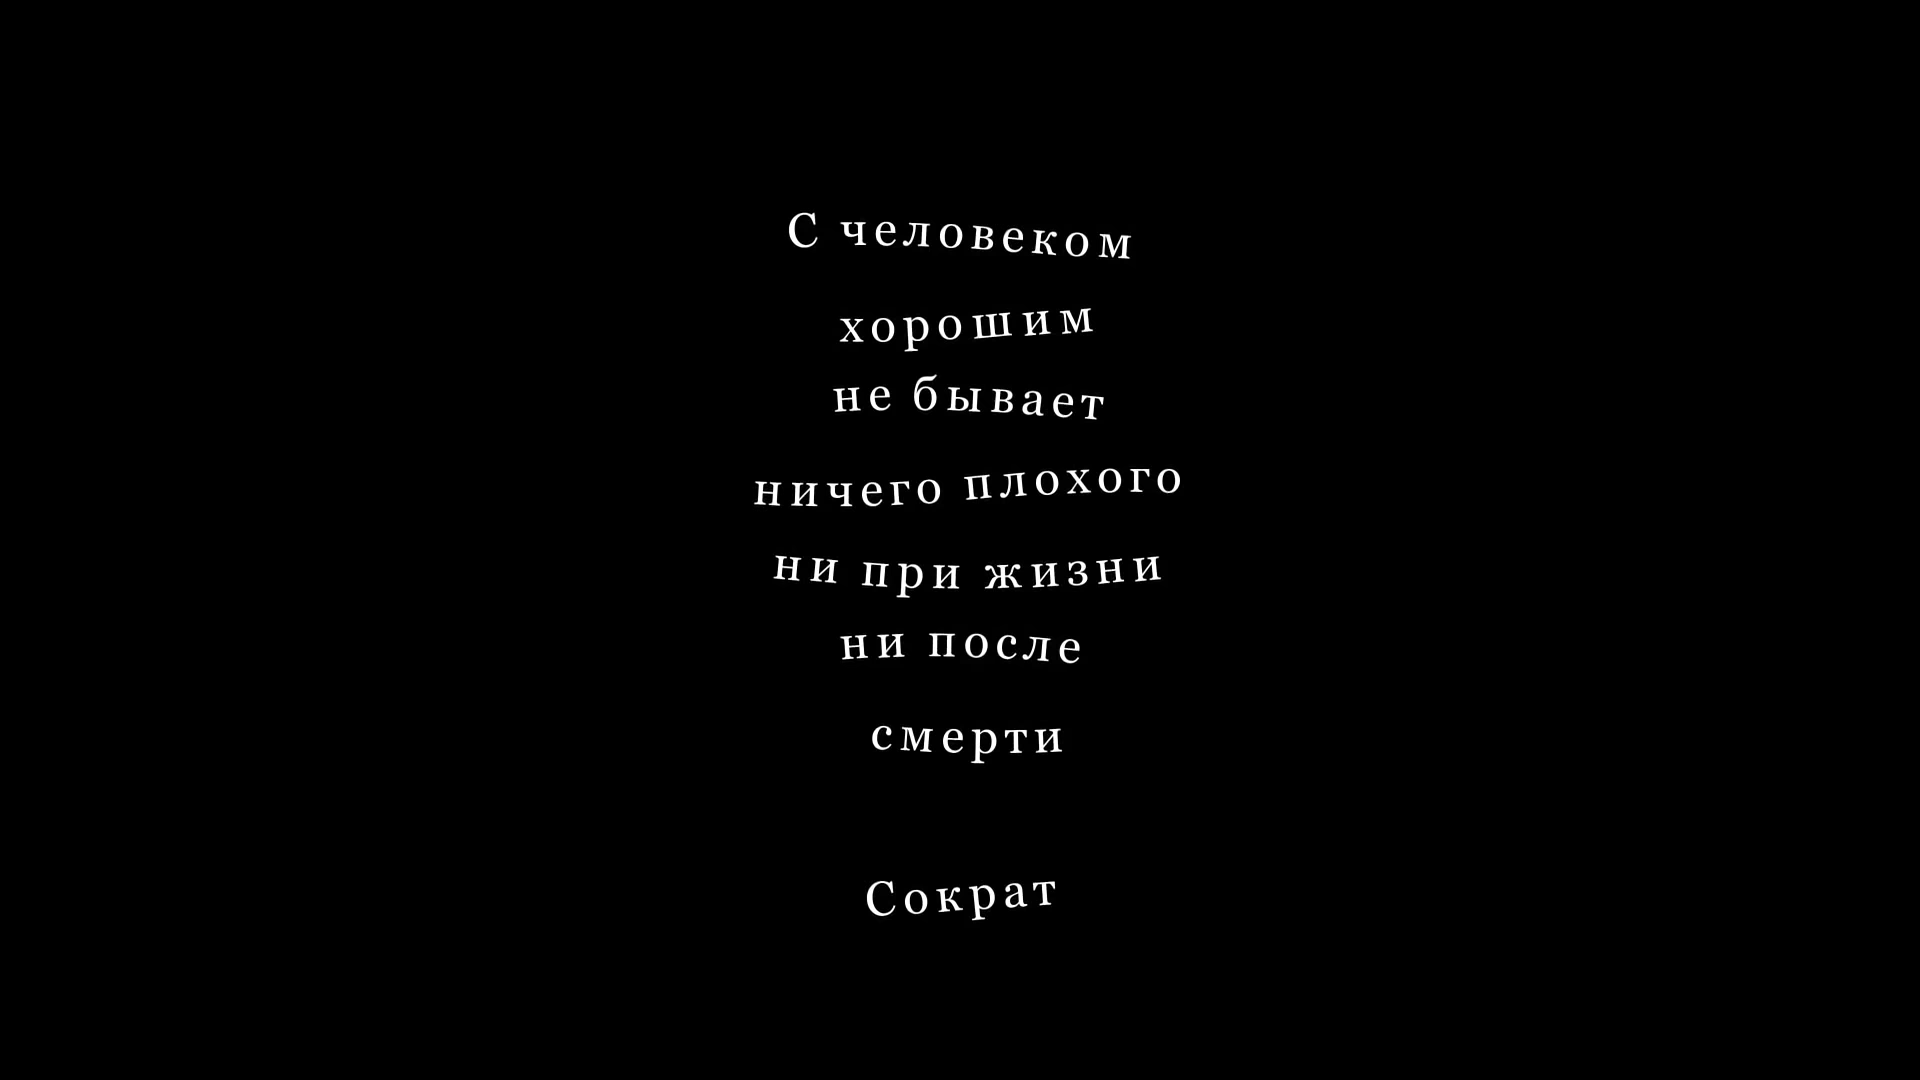 С человеком
хорошим
не бывает
ничего плохого
ни при жизни
ни после
смерти
Сократ